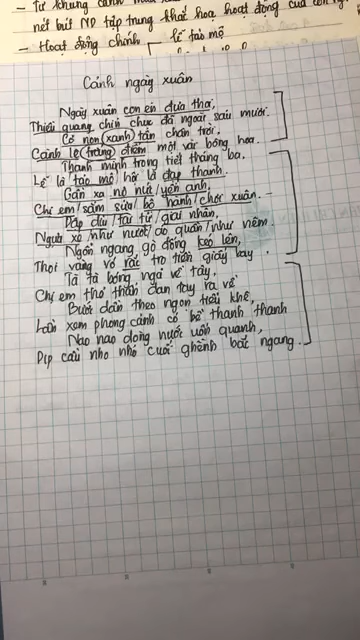 - Từ khung cảnh
nét bút ND tập trung khắc hoạ hoạt động của con
- Hoạt động chính
lễ tảo mộ
Cảnh ngày xuân
Ngày xuân con én đưa thoi,
Thiều quang chín chục đã ngoài sáu mươi.
Cỏ non (xanh) tận chân trời,
Cành lê (trắng) điểm một vài bông hoa.
Thanh minh trong tiết tháng ba,
Lễ là tảo mộ/ hội là đạp thanh.
Gần xa nô nức/ yến anh,
Chị em/ sắm sửa/ bộ hành/ chơi xuân.
Dập dìu/ tài tử/ giai nhân,
Ngựa xe/ như nước/ áo quần/ như nêm.
Ngổn ngang gò đống kéo lên,
Thoi vàng vó rắc tro tiền giấy bay.
Tà tà bóng ngả về tây,
Chị em thơ thẩn dan tay ra về
Bước dần theo ngọn tiểu khê,
Lần xem phong cảnh có bề thanh thanh
Nao nao dòng nước uốn quanh,
Dịp cầu nho nhỏ cuối ghềnh bắc ngang.